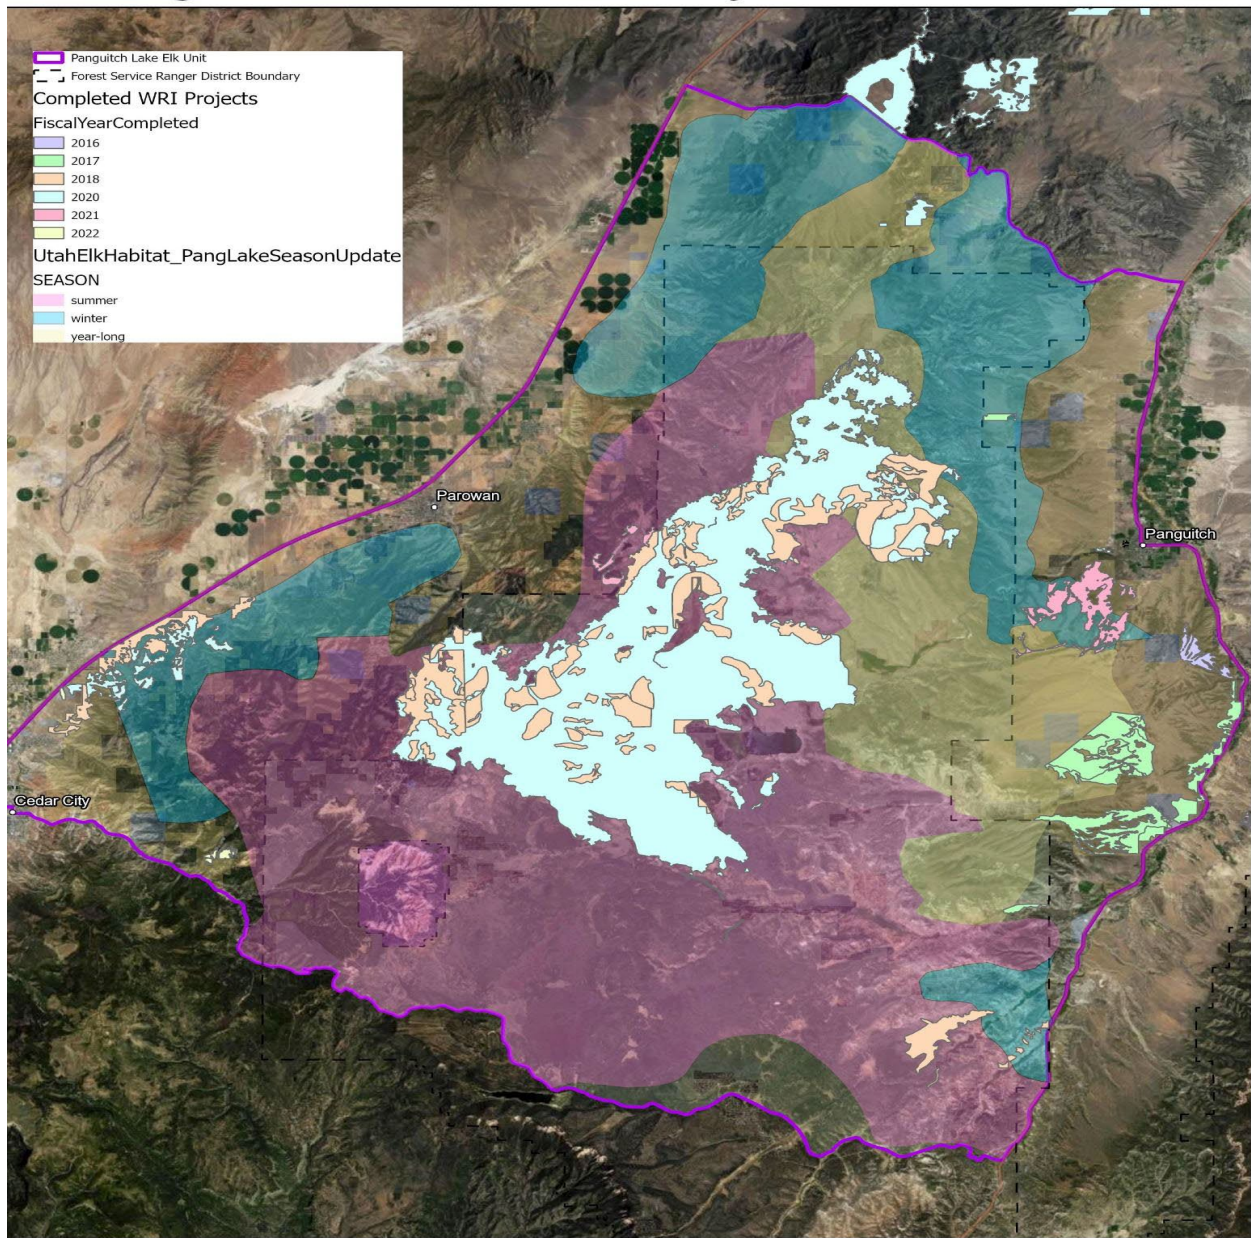 Panguitch Lake Elk Unit
Forest Service Ranger District Boundary
Completed WRI Projects
FiscalYearCompleted
2016
2017
2018
2020
2021
2022
UtahElkHabitat_PangLakeSeasonUpdate
SEASON
summer
winter
year-long
Parowan
Panguitch
Cedar City